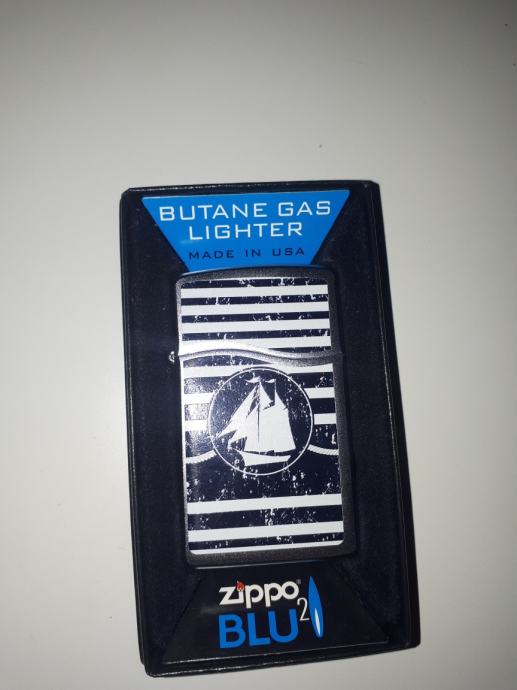 BUTANE GAS
LIGHTER
MADE IN USA
zippo®
BLU2